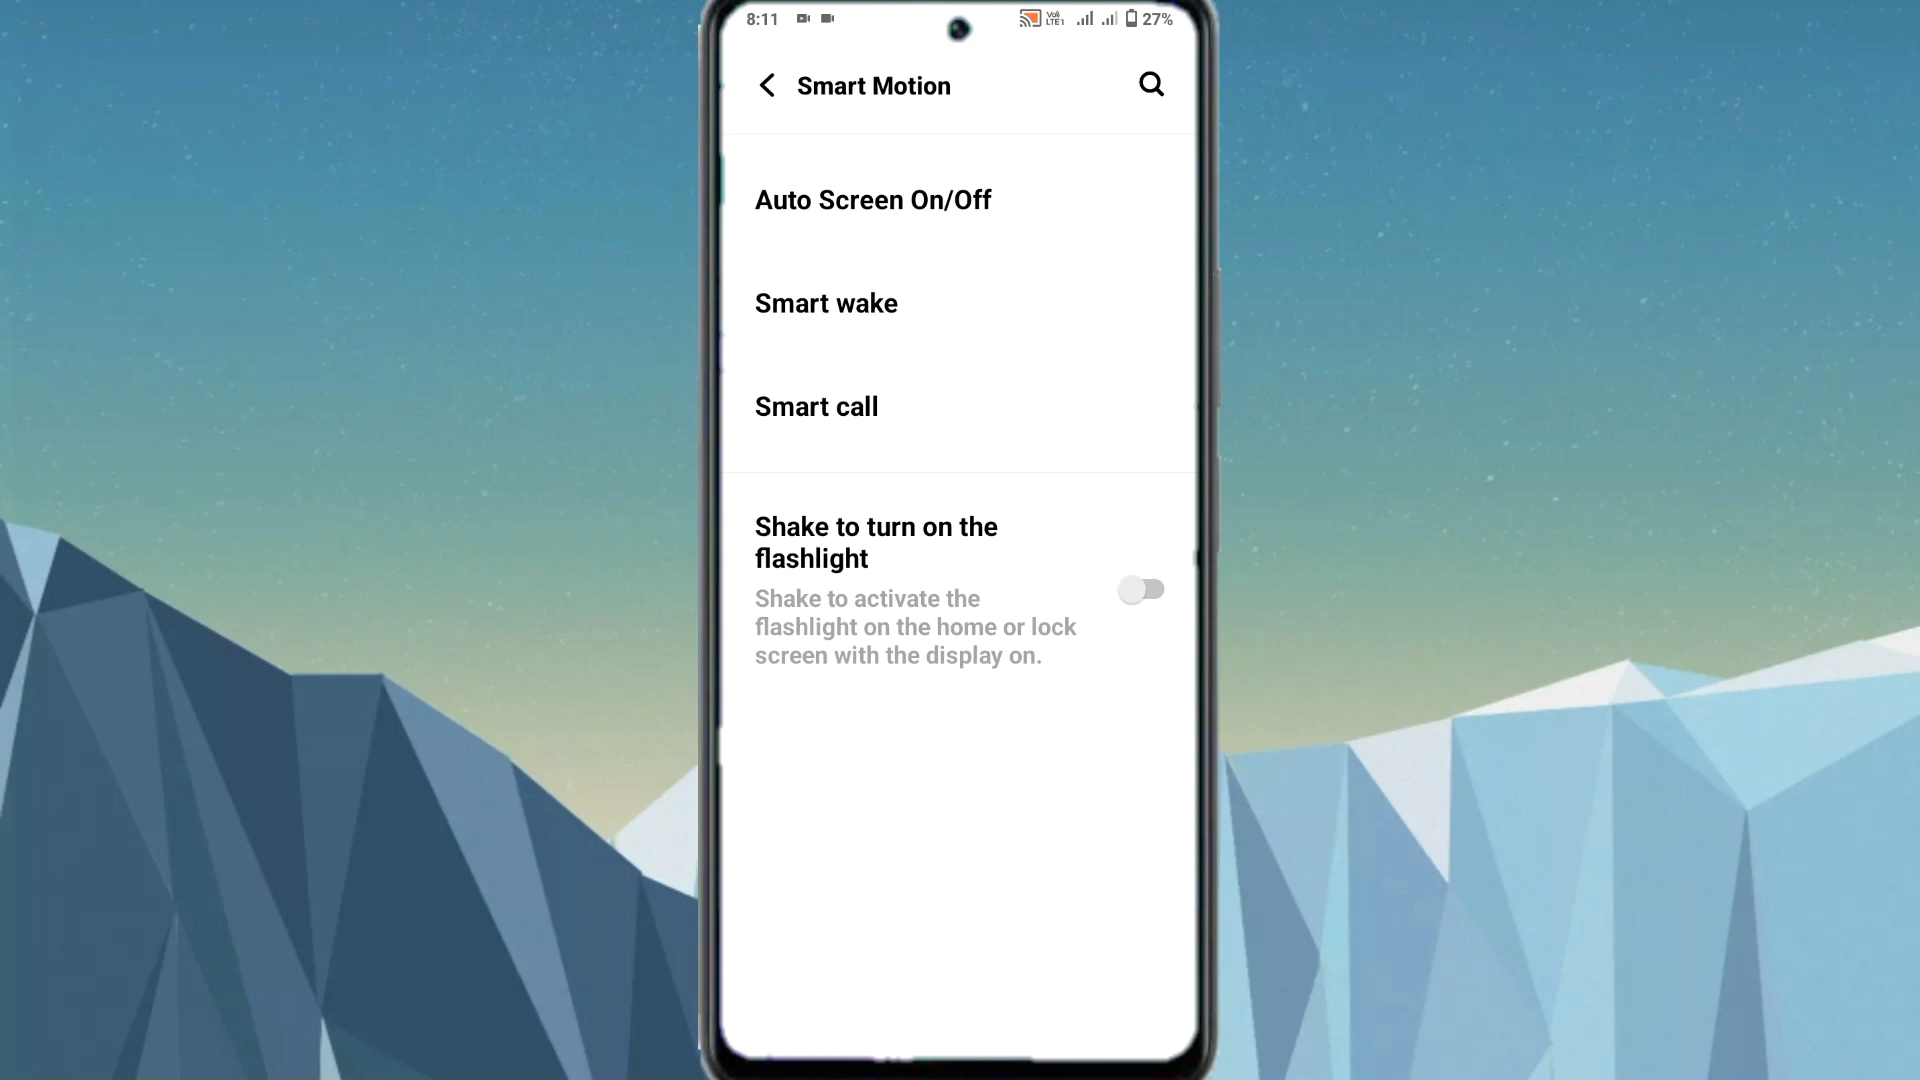 8:11
27%
Smart Motion
Auto Screen On/Off
Smart wake
Smart call
Shake to turn on the
flashlight
Shake to activate the
flashlight on the home or lock
screen with the display on.